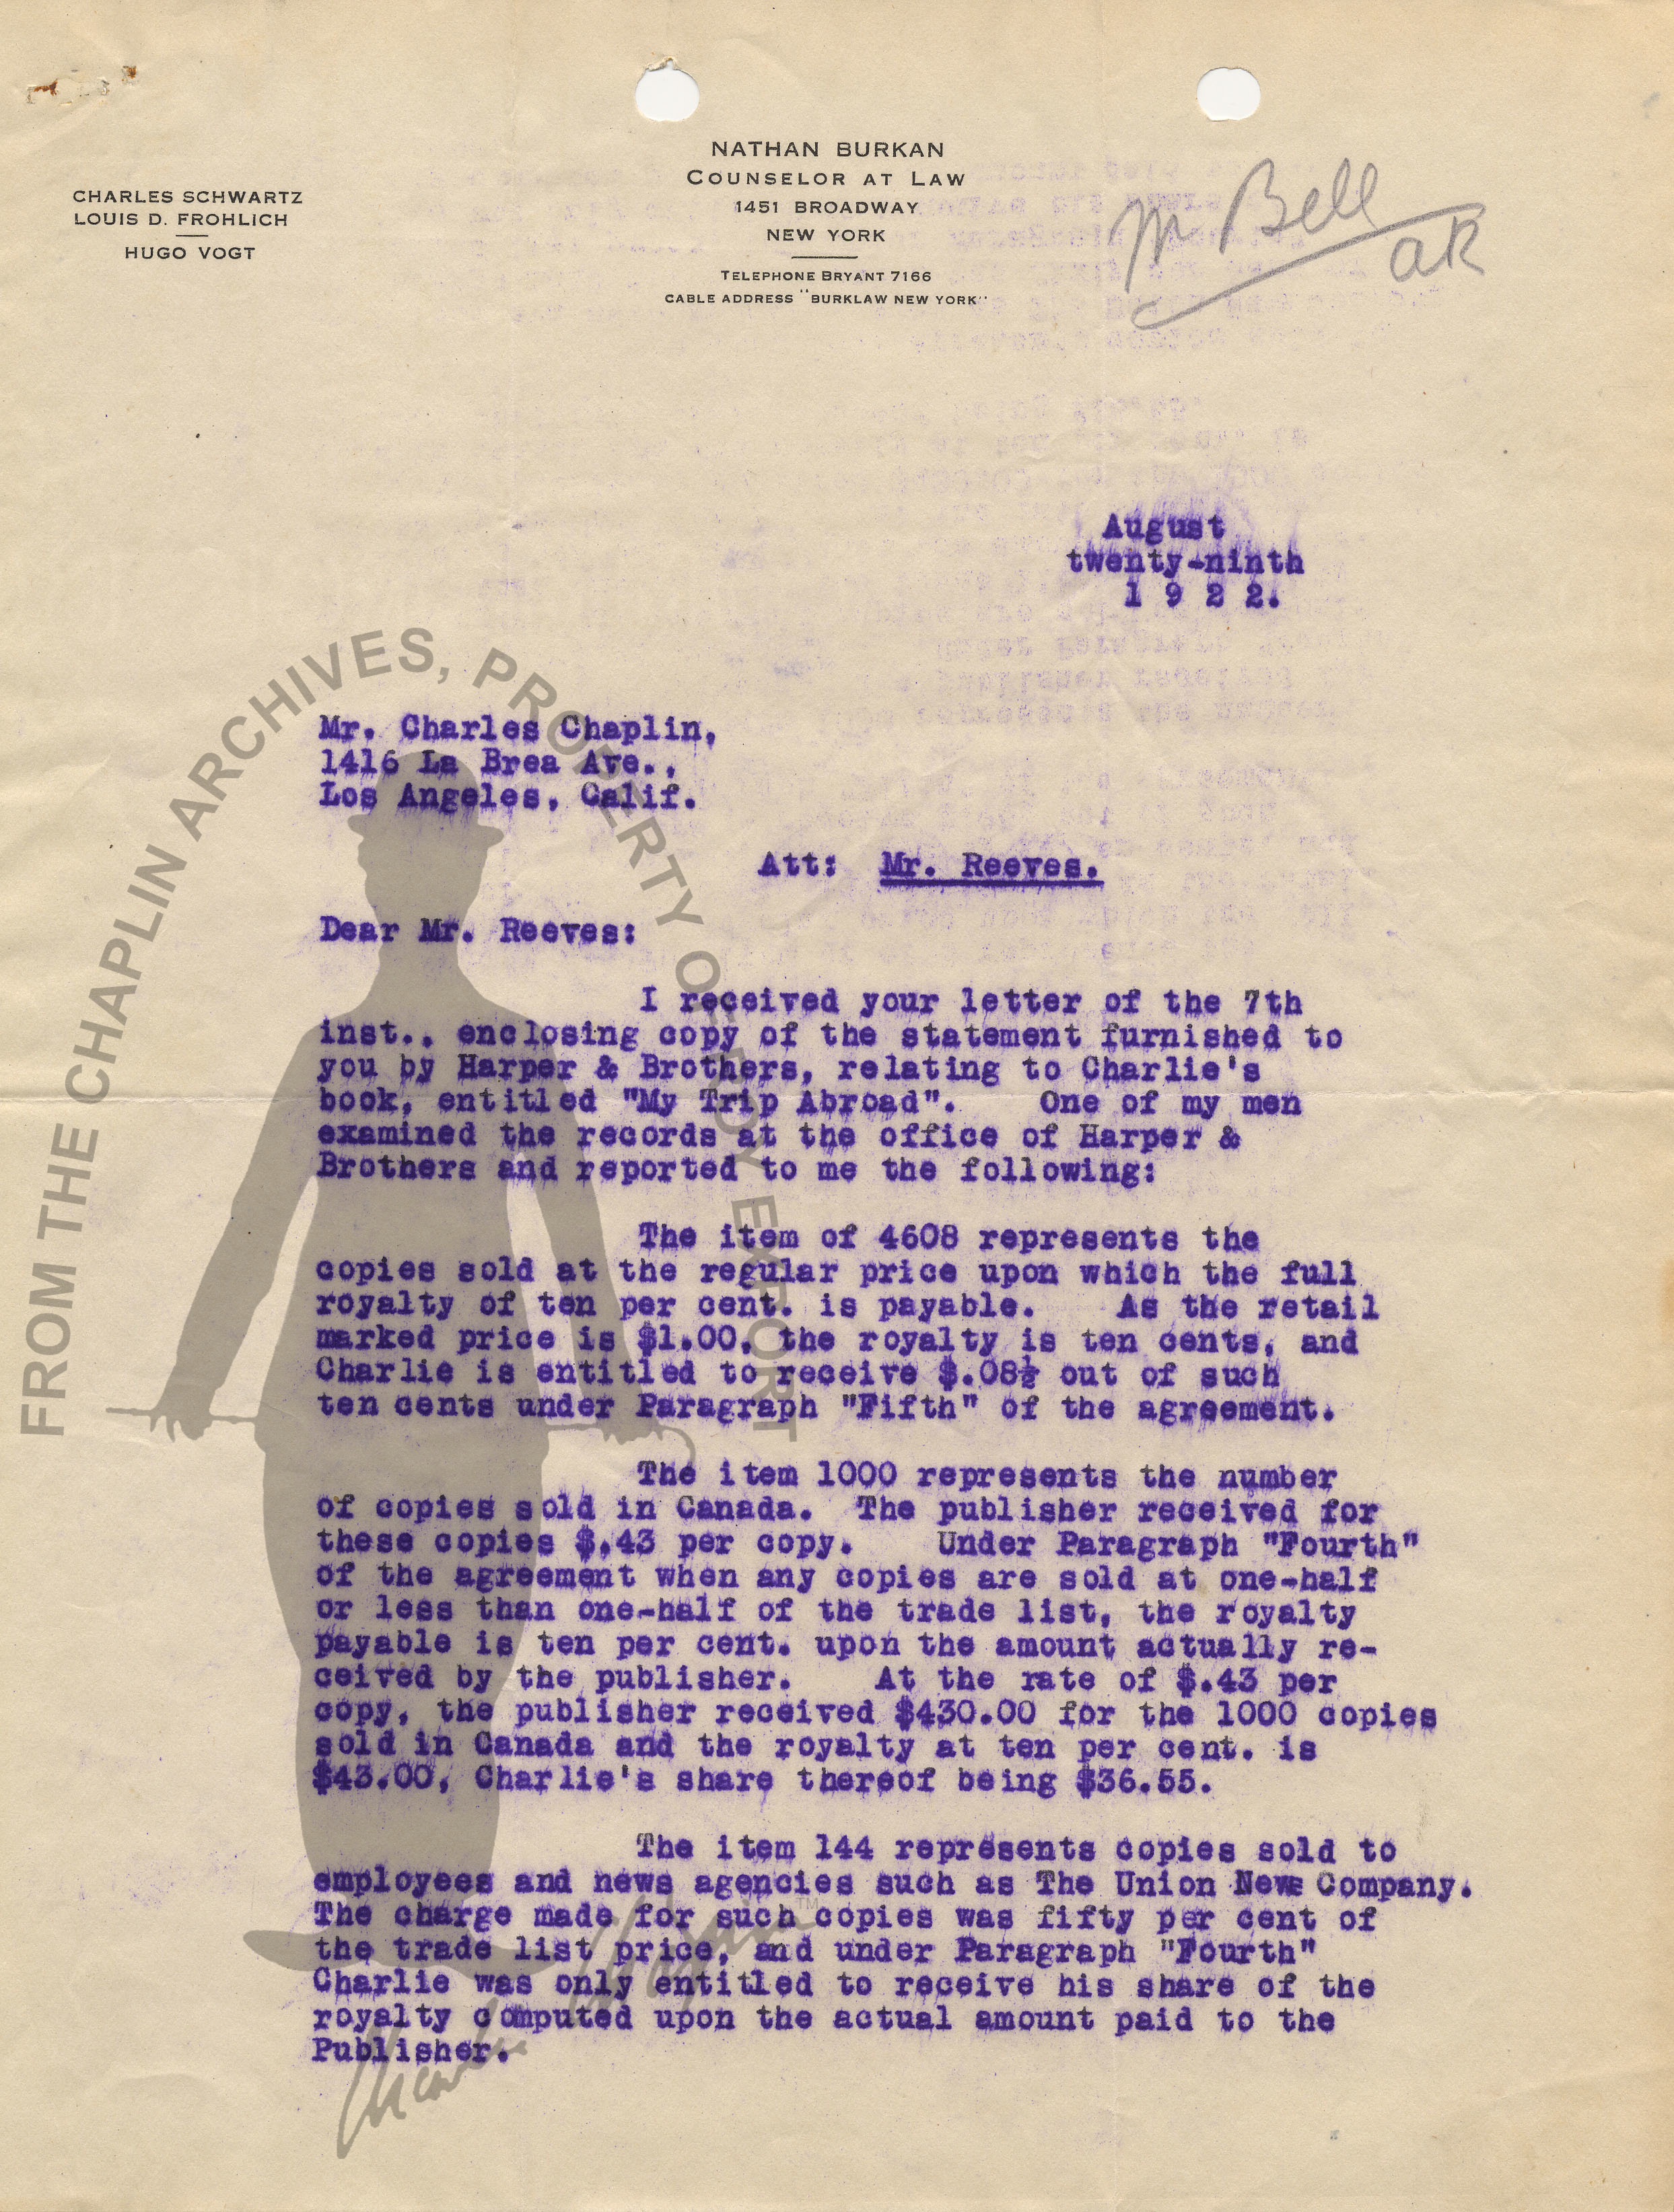 NATHAN BURKAN
COUNSELOR AT LAW
1451 BROADWAY
NEW YORK
TELEPHONE BRYANT 7166
CABLE ADDRESS "BURKLAW NEW YORK"
CHARLES SCHWARTZ
LOUIS D. FROHLICH
HUGO VOGT
Bell
August
twenty-ninth
1 9 2 2.
Mr. Charles Chaplin,
1416 La Brea Ave.,
Los Angeles, Calif.
Att: Mr. Reeves.
Dear Mr. Reeves:
I received your letter of the 7th
inst., enclosing copy of the statement furnished to
you by Harper & Brothers, relating to Charlie's
book, entitled "My Trip Abroad". One of my men
examined the records at the office of Harper &
Brothers and reported to me the following:
The item of 4608 represents the
copies sold at the regular price upon which the full
royalty of ten per cent. is payable. As the retail
marked price is $1.00, the royalty is ten cents, and
Charlie is entitled to receive $.08½ out of such
ten cents under Paragraph "Fifth" of the agreement.
The item 1000 represents the number
of copies sold in Canada. The publisher received for
these copies $.43 per copy. Under Paragraph "Fourth"
of the agreement when any copies are sold at one-half
or less than one-half of the trade list, the royalty
payable is ten per cent. upon the amount actually re-
ceived by the publisher. At the rate of $.43 per
copy, the publisher received $430.00 for the 1000 copies
sold in Canada and the royalty at ten per cent. is
$43.00, Charlie's share thereof being $36.55.
The item 144 represents copies sold to
employees and news agencies such as The Union News Company.
The charge made for such copies was fifty per cent of
the trade list price, and under Paragraph "Fourth"
Charlie was only entitled to receive his share of the
royalty computed upon the actual amount paid to the
Publisher.
FROM THE CHAPLIN ARCHIVES, PROPERTY OF ROY EXPORT
Charlie Chaplin TM